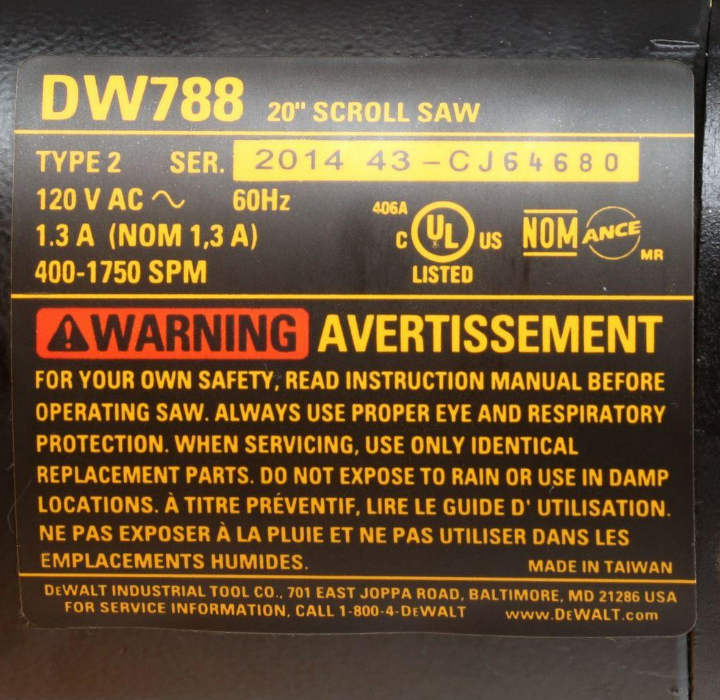 DW788 20" SCROLL SAW
TYPE 2 SER. 2014 43-CJ64680
120 V AC ~ 60Hz
1.3 A (NOM 1,3 A)
400-1750 SPM
406A
C UL US
LISTED
NOM ANCE
MR
WARNING AVERTISSEMENT
FOR YOUR OWN SAFETY, READ INSTRUCTION MANUAL BEFORE
OPERATING SAW. ALWAYS USE PROPER EYE AND RESPIRATORY
PROTECTION. WHEN SERVICING, USE ONLY IDENTICAL
REPLACEMENT PARTS. DO NOT EXPOSE TO RAIN OR USE IN DAMP
LOCATIONS. À TITRE PRÉVENTIF, LIRE LE GUIDE D' UTILISATION.
NE PAS EXPOSER À LA PLUIE ET NE PAS UTILISER DANS LES
EMPLACEMENTS HUMIDES.
MADE IN TAIWAN
DEWALT INDUSTRIAL TOOL CO., 701 EAST JOPPA ROAD, BALTIMORE, MD 21286 USA
FOR SERVICE INFORMATION, CALL 1-800-4-DEWALT www.DEWALT.com